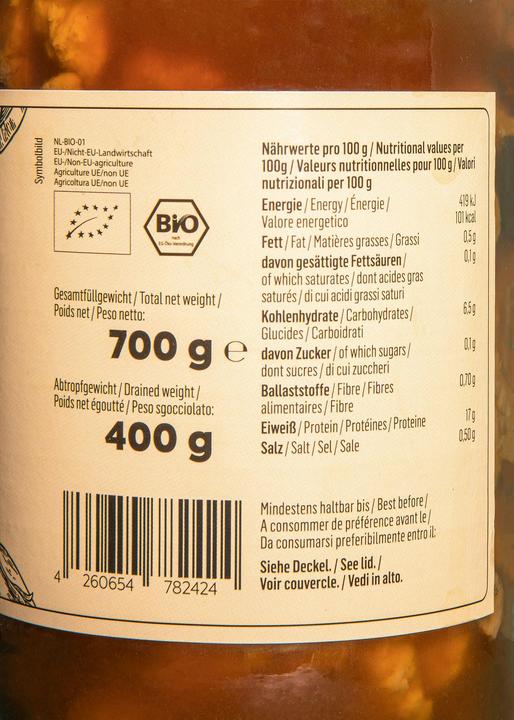 Symbolbild
NL-BIO-01
EU-/Nicht-EU-Landwirtschaft
EU-/Non-EU-agriculture
Agriculture UE/non UE
Agricoltura UE/non UE
Bio
nach
EG-Öko-Verordnung
Gesamtfüllgewicht / Total net weight /
Poids net / Peso netto:
700 g ℮
Abtropfgewicht / Drained weight /
Poids net égoutté / Peso sgocciolato:
400 g
4 260654 782424
Nährwerte pro 100 g / Nutritional values per
100g / Valeurs nutritionnelles pour 100 g / Valori
nutrizionali per 100 g
Energie / Energy / Énergie / 419 kJ
Valore energetico 101 kcal
Fett / Fat / Matières grasses / Grassi 0,5 g
davon gesättigte Fettsäuren / 0,1 g
of which saturates / dont acides gras
saturés / di cui acidi grassi saturi
Kohlenhydrate / Carbohydrates / 6,5 g
Glucides / Carboidrati
davon Zucker / of which sugars / 0,1 g
dont sucres / di cui zuccheri
Ballaststoffe / Fibre / Fibres 0,70 g
alimentaires / Fibre
Eiweiß / Protein / Protéines / Proteine 17 g
Salz / Salt / Sel / Sale 0,50 g
Mindestens haltbar bis / Best before /
A consommer de préférence avant le /
Da consumarsi preferibilmente entro il:
Siehe Deckel. / See lid. /
Voir couvercle. / Vedi in alto.